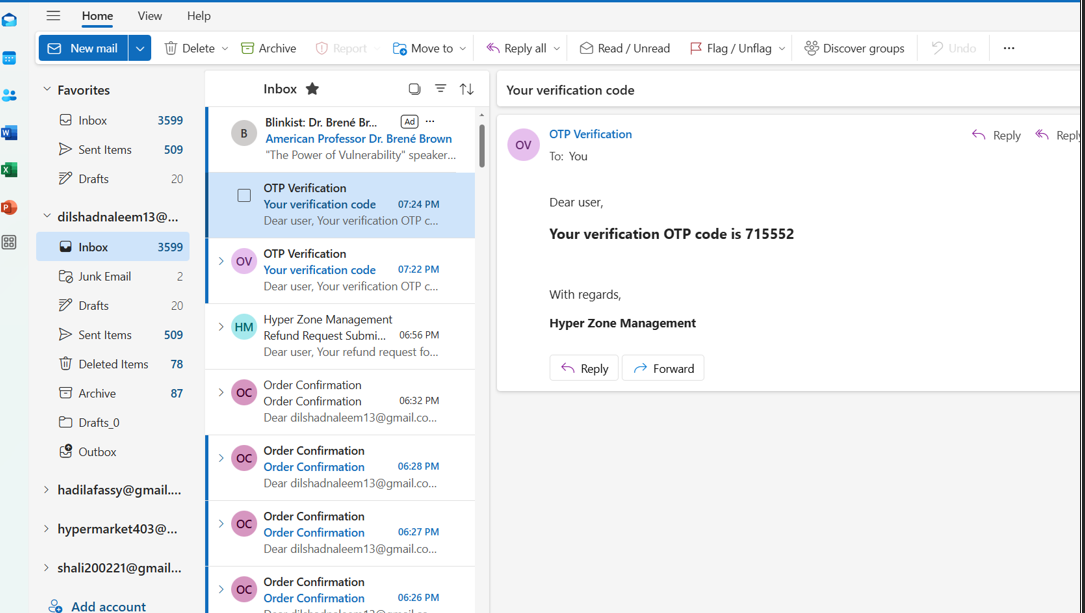 Home View Help
New mail Delete Archive Report Move to Reply all Read / Unread Flag / Unflag Discover groups Undo ...
Favorites
Inbox 3599
Sent Items 509
Drafts 20
dilshadnaleem13@...
Inbox 3599
Junk Email 2
Drafts 20
Sent Items 509
Deleted Items 78
Archive 87
Drafts_0
Outbox
hadilafassy@gmail....
hypermarket403@...
shali200221@gmail...
Add account
Inbox
B
Blinkist: Dr. Brené Br... Ad ...
American Professor Dr. Brené Brown
"The Power of Vulnerability" speaker...
OTP Verification
Your verification code 07:24 PM
Dear user, Your verification OTP c...
OV
OTP Verification
Your verification code 07:22 PM
Dear user, Your verification OTP c...
HM
Hyper Zone Management
Refund Request Submi... 06:56 PM
Dear user, Your refund request fo...
OC
Order Confirmation
Order Confirmation 06:32 PM
Dear dilshadnaleem13@gmail.co...
OC
Order Confirmation
Order Confirmation 06:28 PM
Dear dilshadnaleem13@gmail.co...
OC
Order Confirmation
Order Confirmation 06:27 PM
Dear dilshadnaleem13@gmail.co...
OC
Order Confirmation
Order Confirmation 06:26 PM
Your verification code
OV
OTP Verification
To: You
Reply Reply
Dear user,
Your verification OTP code is 715552
With regards,
Hyper Zone Management
Reply Forward